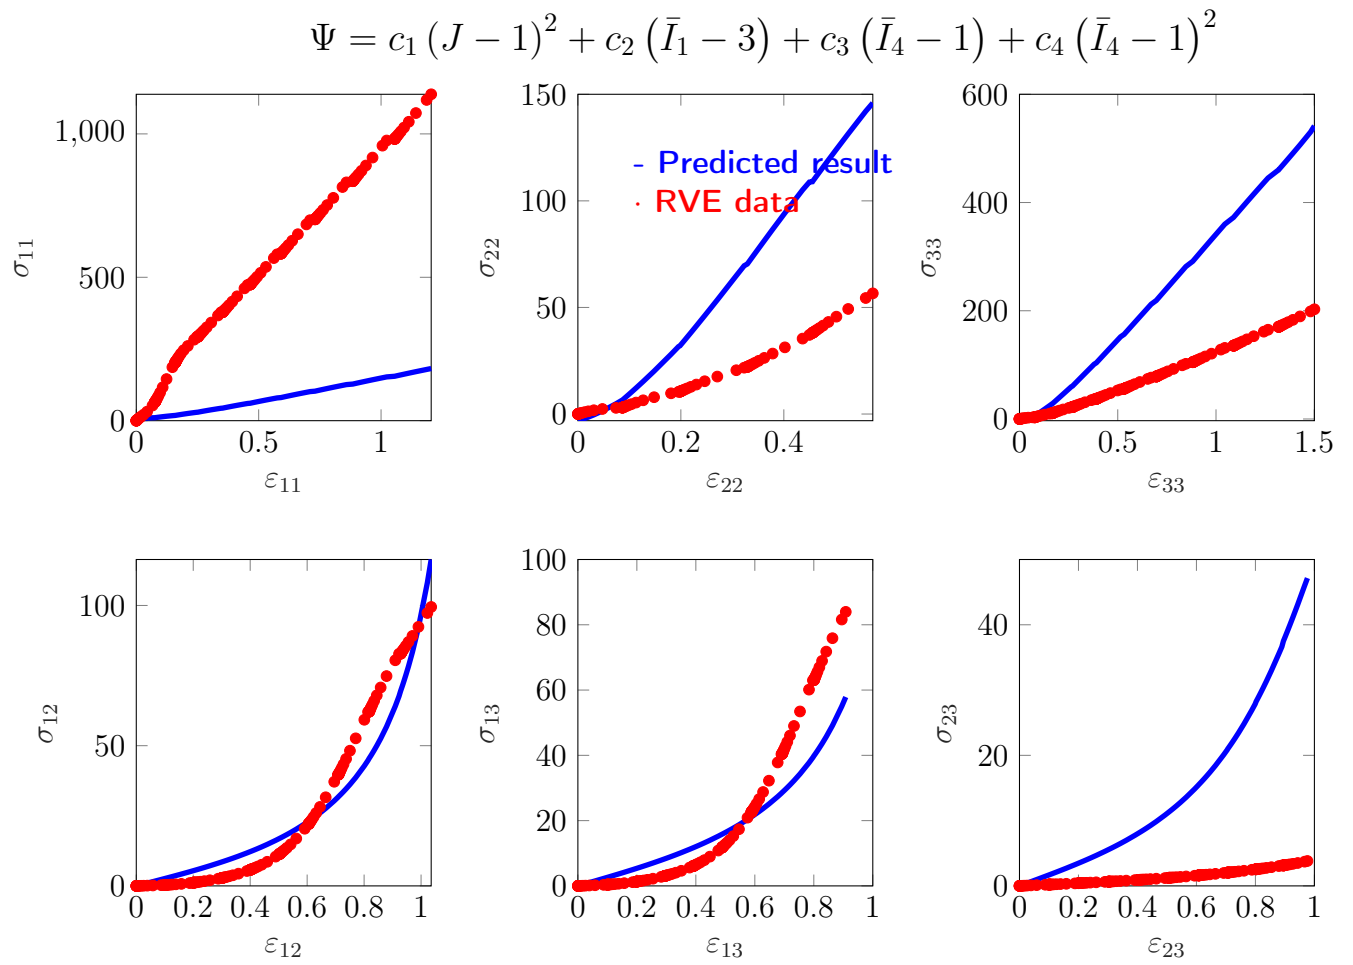 Ψ = c₁ (J − 1)² + c₂ (Ī₁ − 3) + c₃ (Ī₄ − 1) + c₄ (Ī₄ − 1)²
1,000
500
0
0 0.5 1
σ₁₁
ε₁₁
150
100
50
0
0 0.2 0.4
σ₂₂
ε₂₂
- Predicted result
· RVE data
600
400
200
0
0 0.5 1 1.5
σ₃₃
ε₃₃
100
50
0
0 0.2 0.4 0.6 0.8 1
σ₁₂
ε₁₂
100
80
60
40
20
0
0 0.2 0.4 0.6 0.8 1
σ₁₃
ε₁₃
40
20
0
0 0.2 0.4 0.6 0.8 1
σ₂₃
ε₂₃